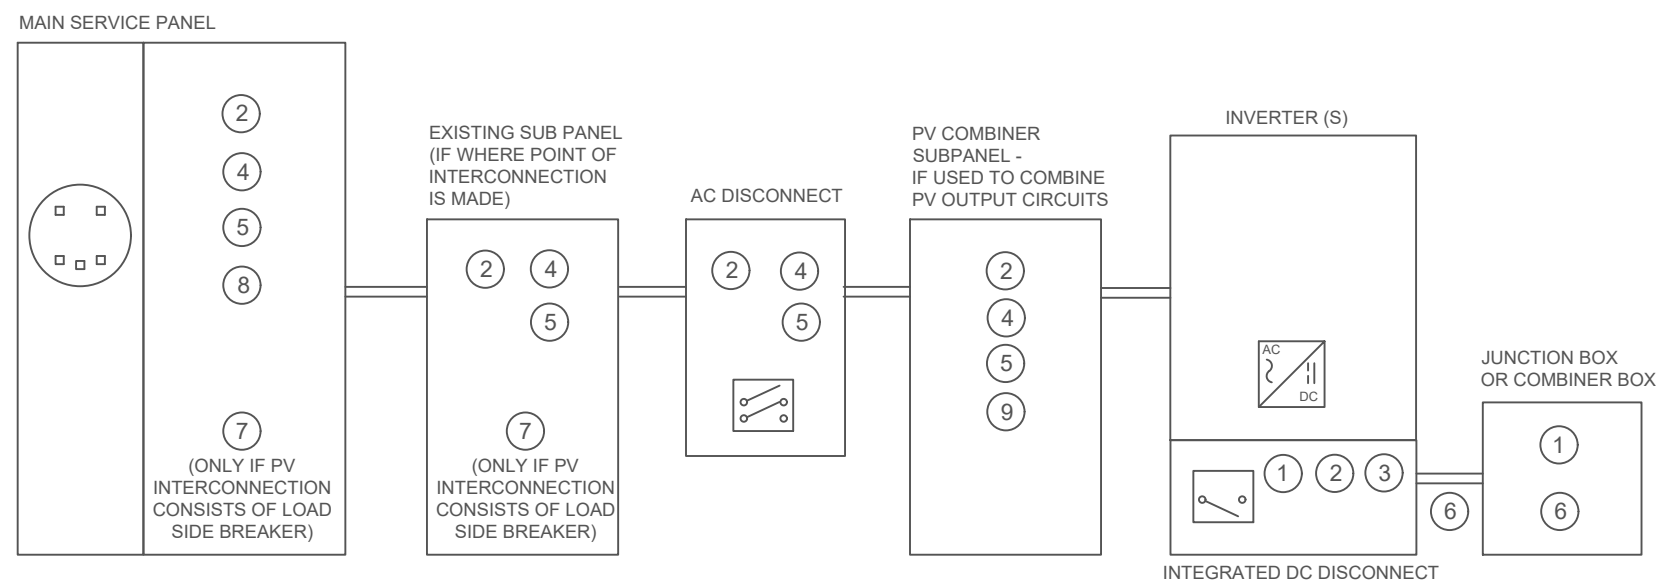 MAIN SERVICE PANEL
2
4
5
8
7
(ONLY IF PV
INTERCONNECTION
CONSISTS OF LOAD
SIDE BREAKER)
EXISTING SUB PANEL
(IF WHERE POINT OF
INTERCONNECTION
IS MADE)
2 4
5
7
(ONLY IF PV
INTERCONNECTION
CONSISTS OF LOAD
SIDE BREAKER)
AC DISCONNECT
2 4
5
PV COMBINER
SUBPANEL -
IF USED TO COMBINE
PV OUTPUT CIRCUITS
2
4
5
9
INVERTER (S)
AC
DC
1 2 3
INTEGRATED DC DISCONNECT
6
JUNCTION BOX
OR COMBINER BOX
1
6